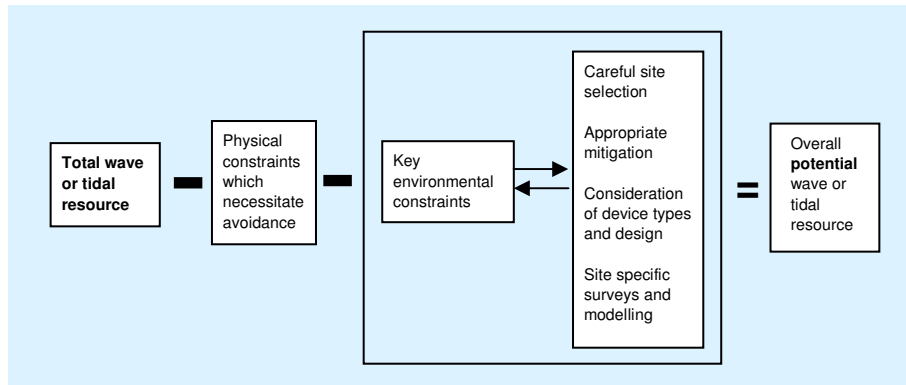 Total wave
or tidal
resource
Physical
constraints
which
necessitate
avoidance
Key
environmental
constraints
Careful site
selection
Appropriate
mitigation
Consideration
of device types
and design
Site specific
surveys and
modelling
=
Overall
potential
wave or
tidal
resource